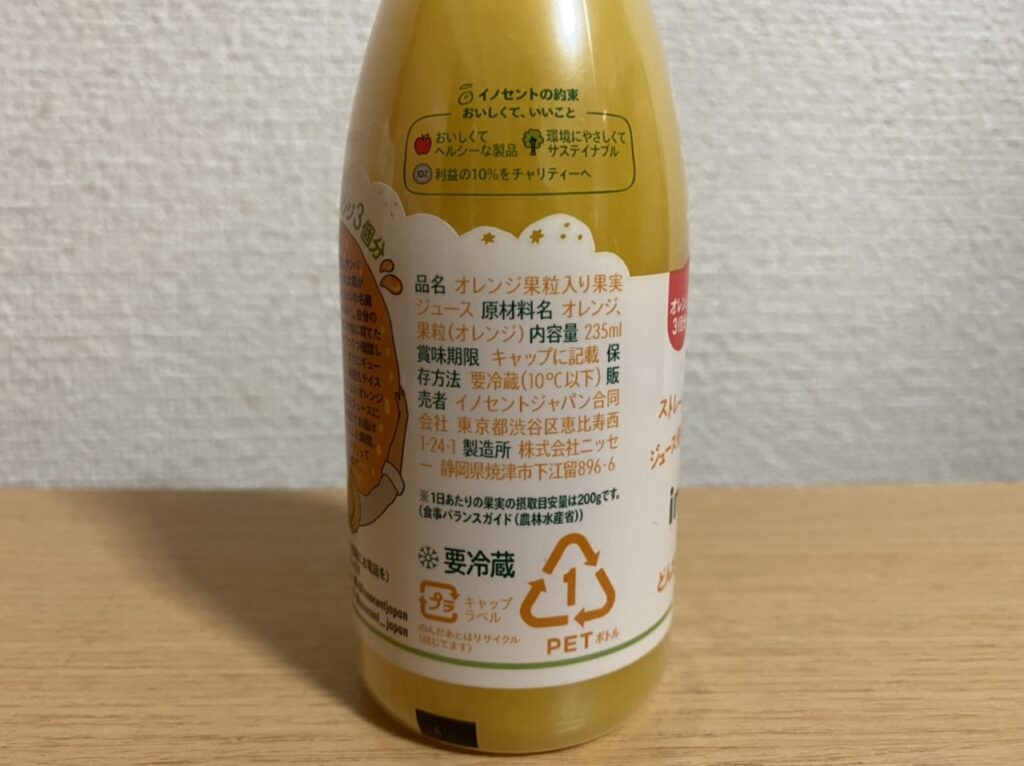 イノセントの約束
おいしくて、いいこと
おいしくて
ヘルシーな製品
環境にやさしくて
サステイナブル
10%
利益の10%をチャリティーへ
3個分
品名 オレンジ果粒入り果実
ジュース 原材料名 オレンジ、
果粒(オレンジ) 内容量 235ml
賞味期限 キャップに記載 保
存方法 要冷蔵(10℃以下) 販
売者 イノセントジャパン合同
会社 東京都渋谷区恵比寿西
1-24-1 製造所 株式会社ニッセ
ー 静岡県焼津市下江留896-6
※1日あたりの果実の摂取目安量は200gです。
(食事バランスガイド(農林水産省))
要冷蔵
プラ
キャップ
ラベル
のんだあとはリサイクル
(信じてます)
1
PETボトル